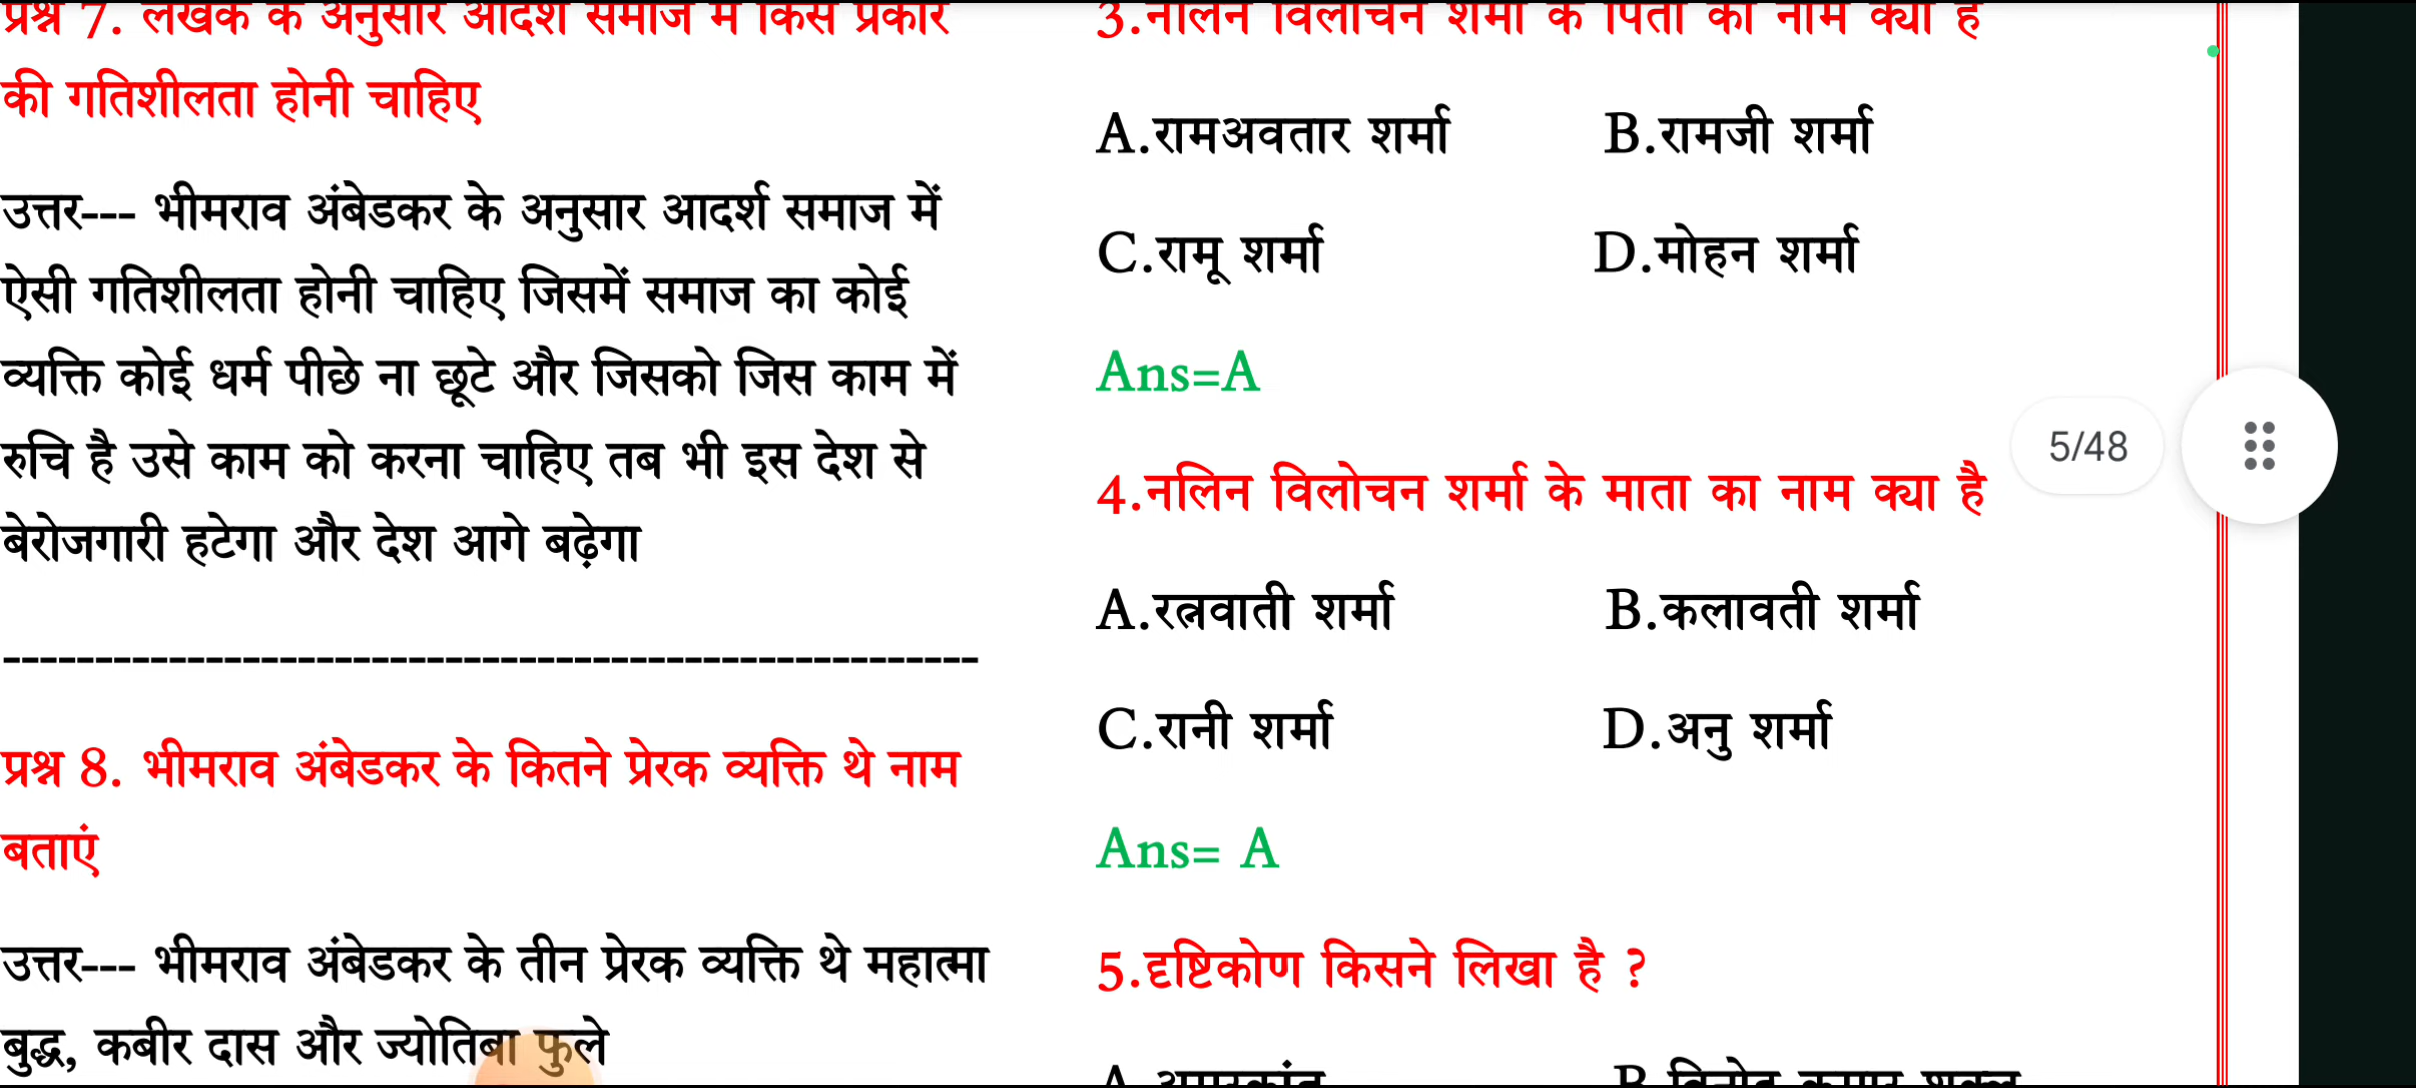 प्रश्न 7. लेखक के अनुसार आदर्श समाज में किस प्रकार
की गतिशीलता होनी चाहिए
उत्तर--- भीमराव अंबेडकर के अनुसार आदर्श समाज में
ऐसी गतिशीलता होनी चाहिए जिसमें समाज का कोई
व्यक्ति कोई धर्म पीछे ना छूटे और जिसको जिस काम में
रुचि है उसे काम को करना चाहिए तब भी इस देश से
बेरोजगारी हटेगा और देश आगे बढ़ेगा
-----------------------------------------------------
प्रश्न 8. भीमराव अंबेडकर के कितने प्रेरक व्यक्ति थे नाम
बताएं
उत्तर--- भीमराव अंबेडकर के तीन प्रेरक व्यक्ति थे महात्मा
बुद्ध, कबीर दास और ज्योतिबा फुले
3.नलिन विलोचन शर्मा के पिता का नाम क्या है
A.रामअवतार शर्मा B.रामजी शर्मा
C.रामू शर्मा D.मोहन शर्मा
Ans=A
4.नलिन विलोचन शर्मा के माता का नाम क्या है
A.रत्नवाती शर्मा B.कलावती शर्मा
C.रानी शर्मा D.अनु शर्मा
Ans= A
5.दृष्टिकोण किसने लिखा है ?
A.अमरकांत B.विनोद कुमार शुक्ल
5/48